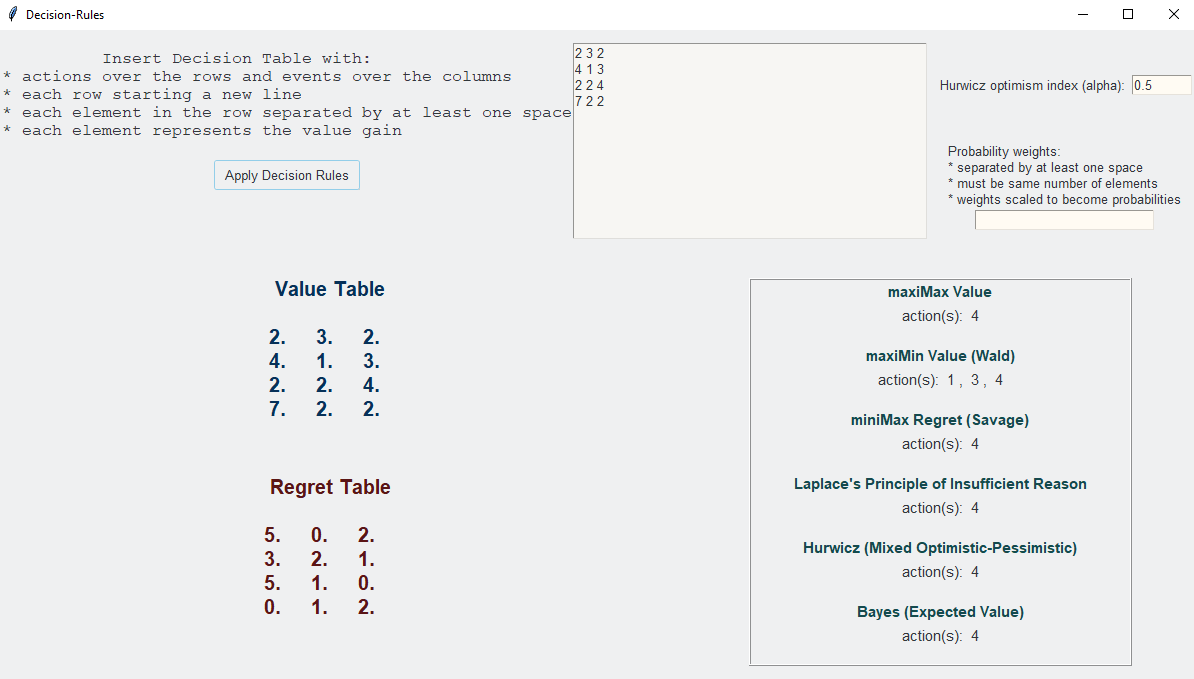 Decision-Rules
Insert Decision Table with:
* actions over the rows and events over the columns
* each row starting a new line
* each element in the row separated by at least one space
* each element represents the value gain
Apply Decision Rules
2 3 2
4 1 3
2 2 4
7 2 2
Hurwicz optimism index (alpha): 0.5
Probability weights:
* separated by at least one space
* must be same number of elements
* weights scaled to become probabilities
Value Table
2. 3. 2.
4. 1. 3.
2. 2. 4.
7. 2. 2.
Regret Table
5. 0. 2.
3. 2. 1.
5. 1. 0.
0. 1. 2.
maxiMax Value
action(s): 4
maxiMin Value (Wald)
action(s): 1 , 3 , 4
miniMax Regret (Savage)
action(s): 4
Laplace's Principle of Insufficient Reason
action(s): 4
Hurwicz (Mixed Optimistic-Pessimistic)
action(s): 4
Bayes (Expected Value)
action(s): 4